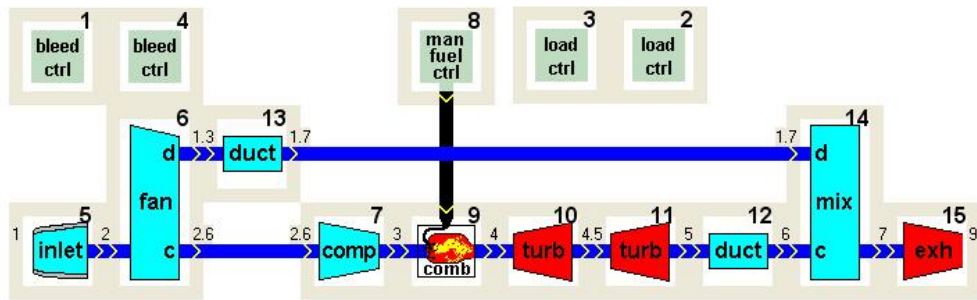 1 4 8 3 2
bleed bleed man load load
ctrl ctrl fuel ctrl ctrl
ctrl
6 13 14
1.3 1.7 1.7
d duct d
fan mix
5 7 9 10 11 12 15
1 inlet 2 c 2.6 2.6 comp 3 comb 4 turb 4.5 turb 5 duct 6 c 7 exh 9